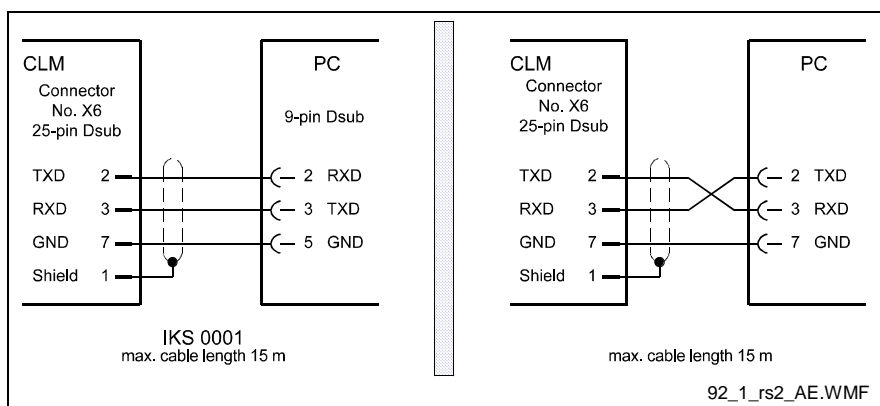 CLM PC CLM PC
Connector Connector
No. X6 No. X6
25-pin Dsub 9-pin Dsub 25-pin Dsub
TXD 2 2 RXD TXD 2 2 TXD
RXD 3 3 TXD RXD 3 3 RXD
GND 7 5 GND GND 7 7 GND
Shield 1 Shield 1
IKS 0001
max. cable length 15 m max. cable length 15 m
92_1_rs2_AE.WMF